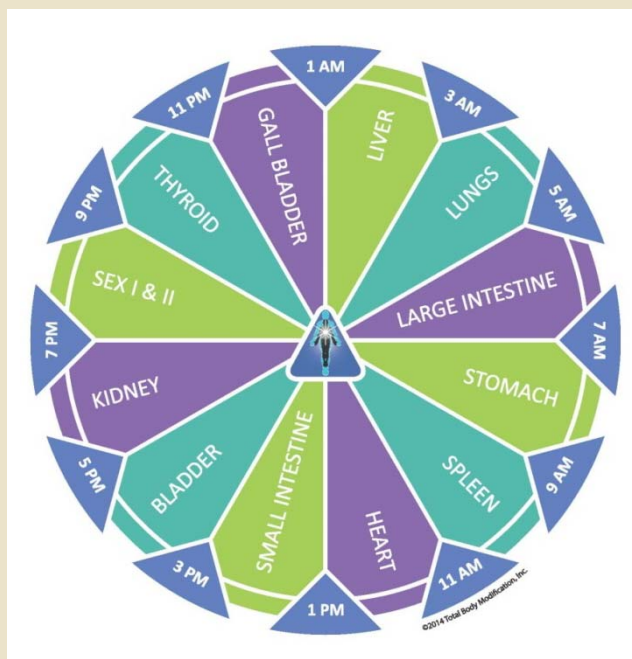 1 AM
LIVER
3 AM
LUNGS
5 AM
LARGE INTESTINE
7 AM
STOMACH
9 AM
SPLEEN
11 AM
HEART
1 PM
SMALL INTESTINE
3 PM
BLADDER
5 PM
KIDNEY
7 PM
SEX I & II
9 PM
THYROID
11 PM
GALL BLADDER
©2014 Total Body Modification, Inc.